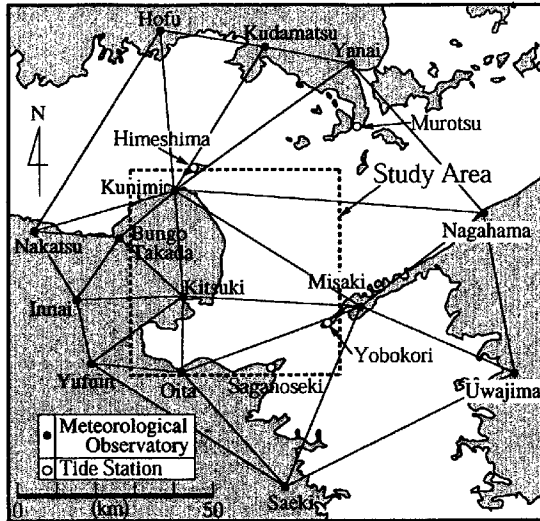 Hofu
Kudamatsu
Yanai
N
Himeshima
Murotsu
Kunimi
Study Area
Nakatsu
Bungo
Takada
Nagahama
Innai
Kitsuki
Misaki
Yobokori
Yufuin
Oita
Saganoseki
Uwajima
Meteorological
Observatory
Tide Station
Saeki
0 50
(km)